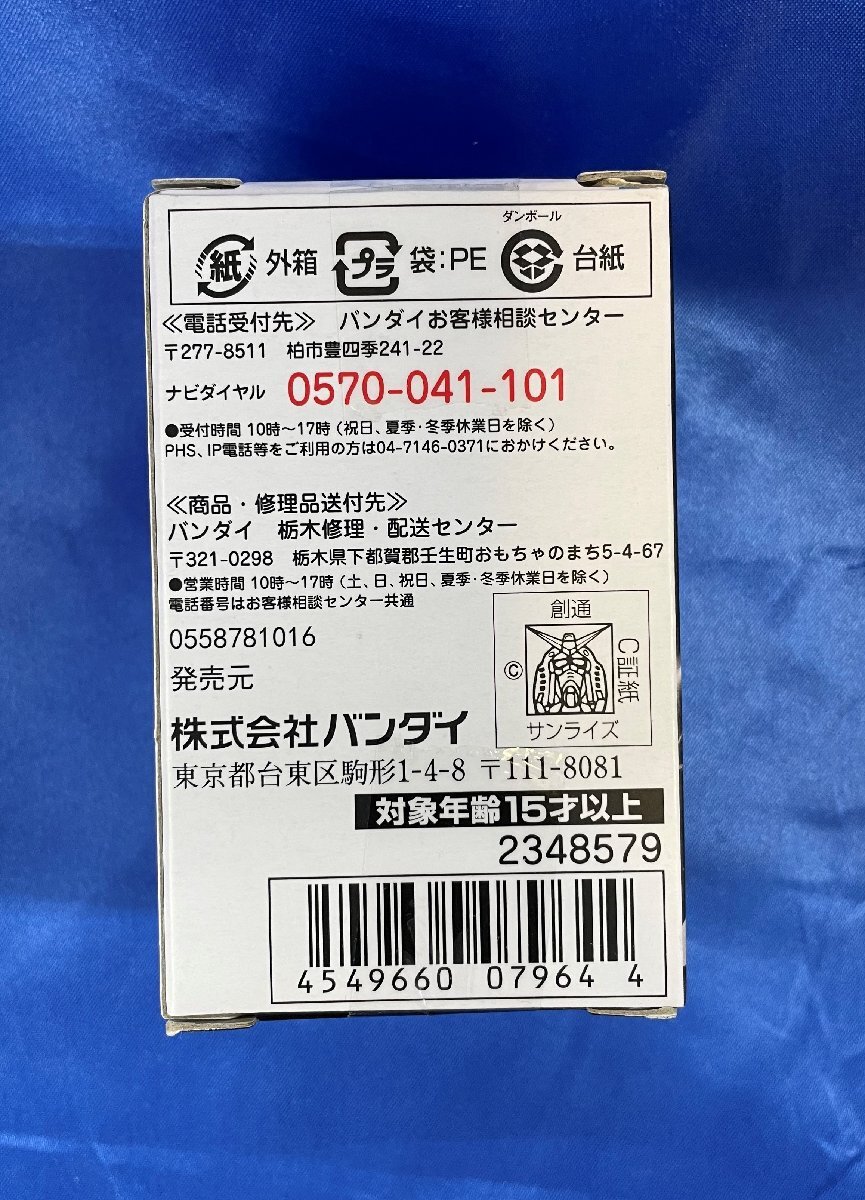 ダンボール
紙 外箱 プラ 袋:PE 台紙
≪電話受付先≫ バンダイお客様相談センター
〒277-8511 柏市豊四季241-22
ナビダイヤル 0570-041-101
●受付時間 10時～17時(祝日、夏季・冬季休業日を除く)
PHS、IP電話等をご利用の方は04-7146-0371におかけください。
≪商品・修理品送付先≫
バンダイ 栃木修理・配送センター
〒321-0298 栃木県下都賀郡壬生町おもちゃのまち5-4-67
●営業時間 10時～17時(土、日、祝日、夏季・冬季休業日を除く)
電話番号はお客様相談センター共通
0558781016
発売元
創通
©
C証紙
サンライズ
株式会社バンダイ
東京都台東区駒形1-4-8 〒111-8081
対象年齢15才以上
2348579
4549660 07964 4